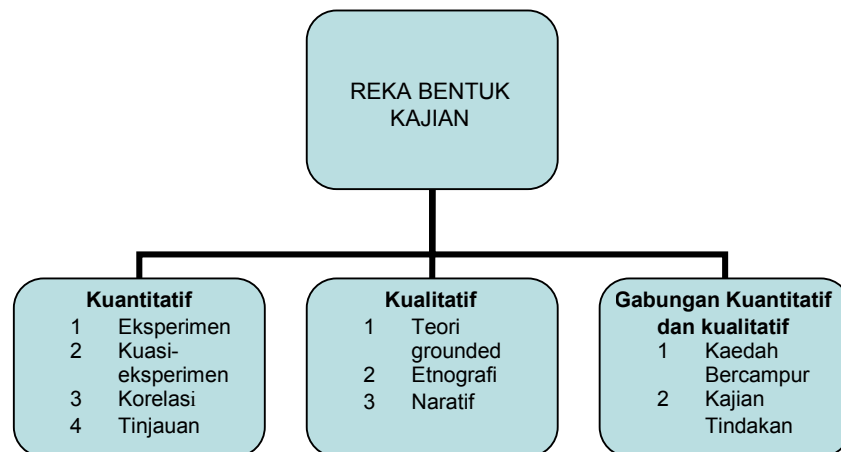 REKA BENTUK
KAJIAN
Kuantitatif
1 Eksperimen
2 Kuasi-
eksperimen
3 Korelasi
4 Tinjauan
Kualitatif
1 Teori
grounded
2 Etnografi
3 Naratif
Gabungan Kuantitatif
dan kualitatif
1 Kaedah
Bercampur
2 Kajian
Tindakan